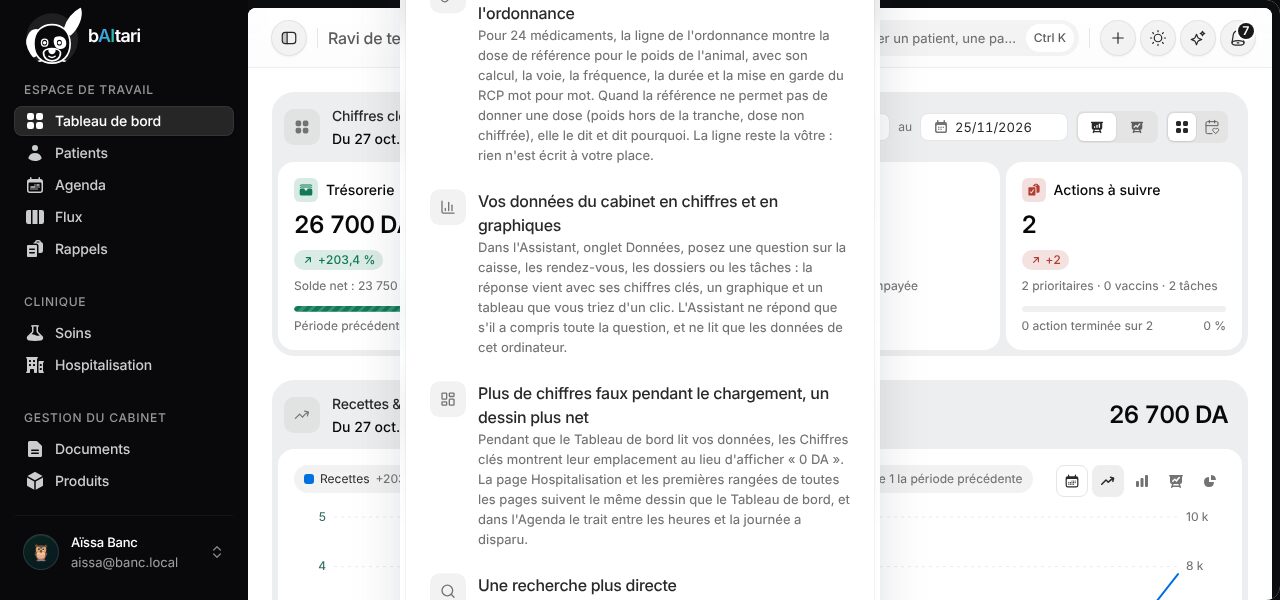 bAItari
ESPACE DE TRAVAIL
Tableau de bord
Patients
Agenda
Flux
Rappels
CLINIQUE
Soins
Hospitalisation
GESTION DU CABINET
Documents
Produits
Aïssa Banc
aissa@banc.local
Ravi de te
er un patient, une pa...
Ctrl K
7
Chiffres clé
Du 27 oct.
au
25/11/2026
Trésorerie
26 700 DA
+203,4 %
Solde net : 23 750
Période précédent
npayée
Actions à suivre
2
+2
2 prioritaires · 0 vaccins · 2 tâches
0 action terminée sur 2
0 %
l'ordonnance
Pour 24 médicaments, la ligne de l'ordonnance montre la
dose de référence pour le poids de l'animal, avec son
calcul, la voie, la fréquence, la durée et la mise en garde du
RCP mot pour mot. Quand la référence ne permet pas de
donner une dose (poids hors de la tranche, dose non
chiffrée), elle le dit et dit pourquoi. La ligne reste la vôtre :
rien n'est écrit à votre place.
Vos données du cabinet en chiffres et en
graphiques
Dans l'Assistant, onglet Données, posez une question sur la
caisse, les rendez-vous, les dossiers ou les tâches : la
réponse vient avec ses chiffres clés, un graphique et un
tableau que vous triez d'un clic. L'Assistant ne répond que
s'il a compris toute la question, et ne lit que les données de
cet ordinateur.
Plus de chiffres faux pendant le chargement, un
dessin plus net
Pendant que le Tableau de bord lit vos données, les Chiffres
clés montrent leur emplacement au lieu d'afficher « 0 DA ».
La page Hospitalisation et les premières rangées de toutes
les pages suivent le même dessin que le Tableau de bord, et
dans l'Agenda le trait entre les heures et la journée a
disparu.
Une recherche plus directe
Recettes &
Du 27 oct.
26 700 DA
Recettes +203
e 1 la période précédente
5
4
10 k
8 k